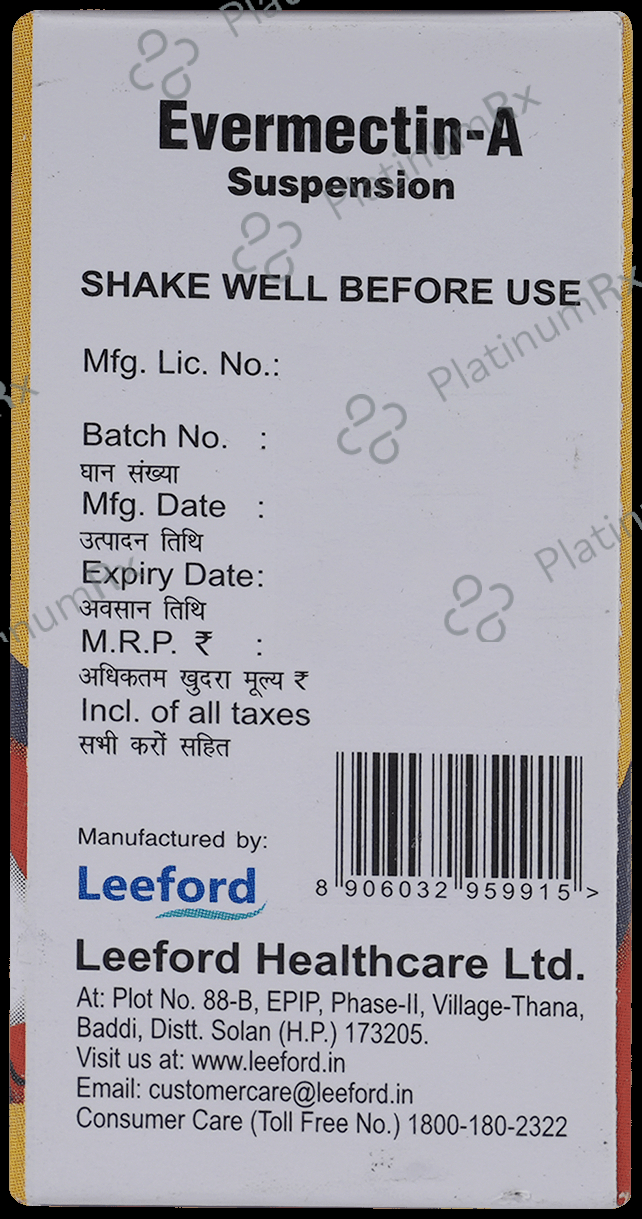 Evermectin-A
Suspension
SHAKE WELL BEFORE USE
Mfg. Lic. No.:
Batch No. :
घान संख्या
Mfg. Date :
उत्पादन तिथि
Expiry Date:
अवसान तिथि
M.R.P. ₹ :
अधिकतम खुदरा मूल्य ₹
Incl. of all taxes
सभी करों सहित
Manufactured by:
Leeford
8 906032 959915 >
Leeford Healthcare Ltd.
At: Plot No. 88-B, EPIP, Phase-II, Village-Thana,
Baddi, Distt. Solan (H.P.) 173205.
Visit us at: www.leeford.in
Email: customercare@leeford.in
Consumer Care (Toll Free No.) 1800-180-2322
PlatinumRx
PlatinumRx